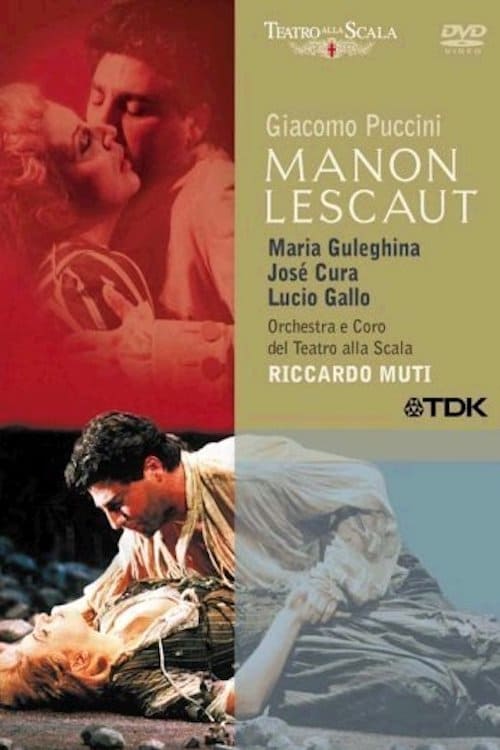 TEATRO ALLA SCALA
DVD
VIDEO
Giacomo Puccini
MANON
LESCAUT
Maria Guleghina
José Cura
Lucio Gallo
Orchestra e Coro
del Teatro alla Scala
RICCARDO MUTI
TDK